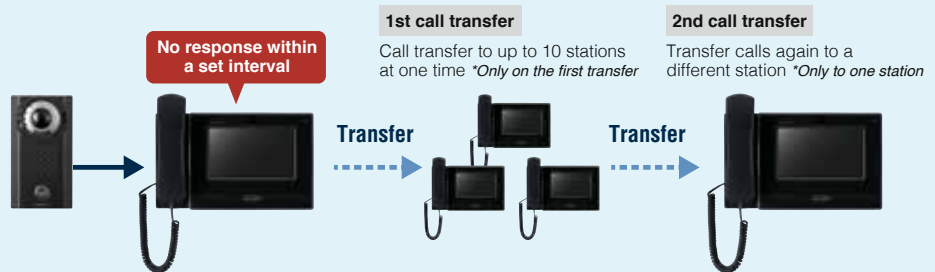 No response within
a set interval
1st call transfer
Call transfer to up to 10 stations
at one time *Only on the first transfer
2nd call transfer
Transfer calls again to a
different station *Only to one station
Transfer
Transfer